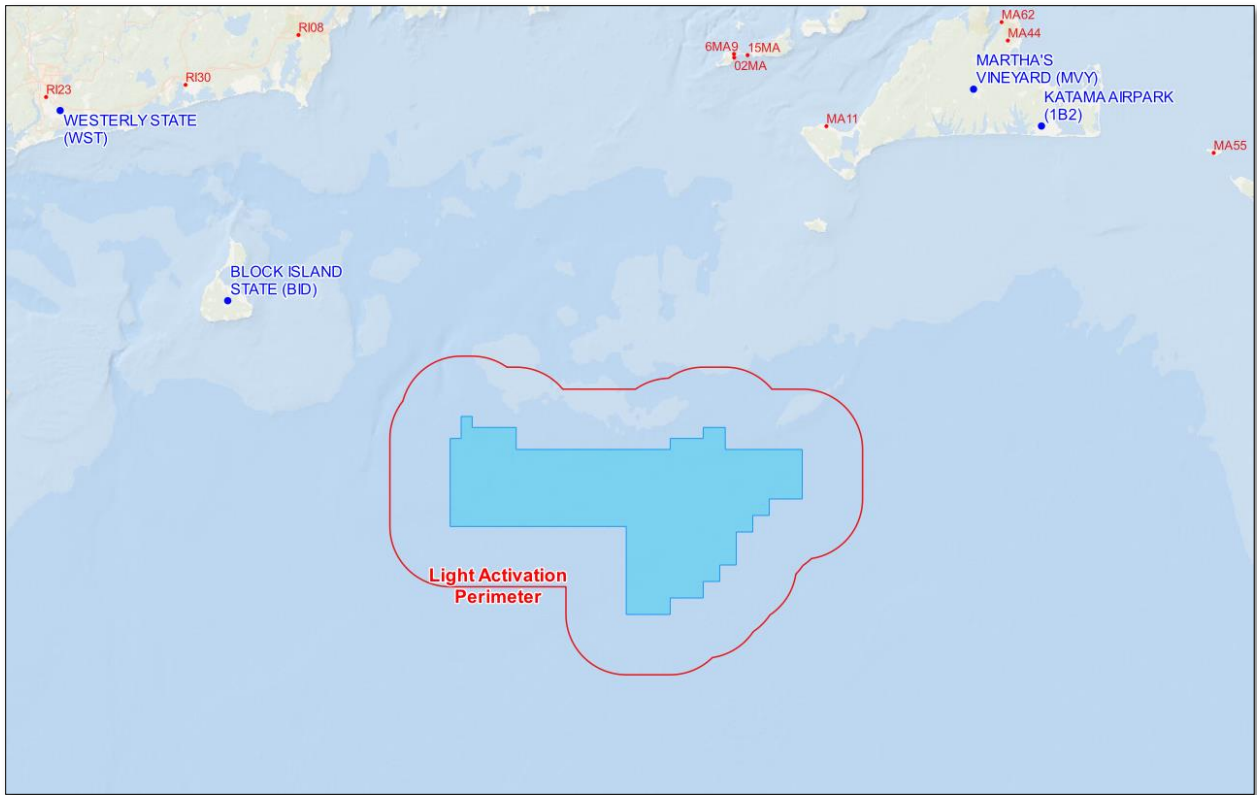 MA62
RI08
MA44
6MA9 15MA
02MA
MARTHA'S
VINEYARD (MVY)
RI30
RI23
KATAMA AIRPARK
(1B2)
WESTERLY STATE
(WST)
MA11
MA55
BLOCK ISLAND
STATE (BID)
Light Activation
Perimeter